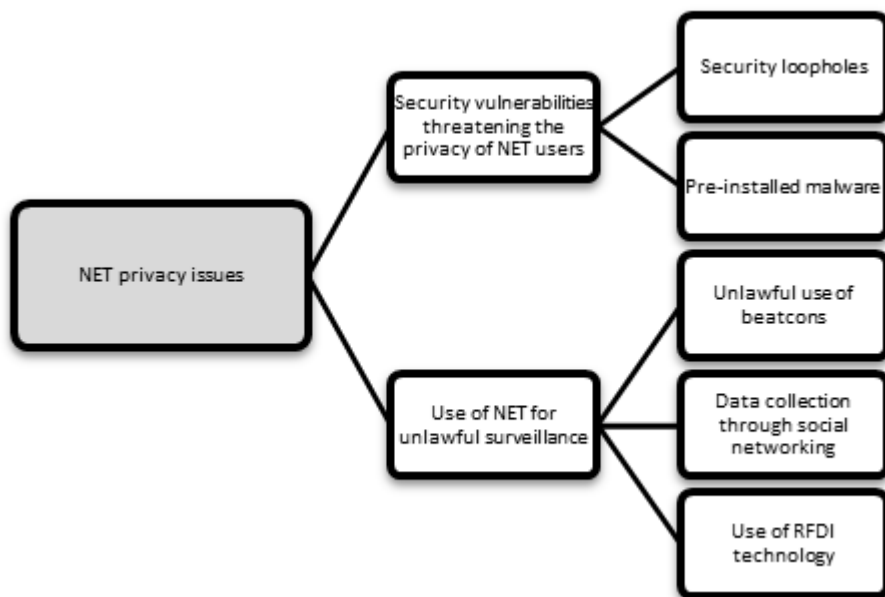 NET privacy issues
Security vulnerabilities
threatening the
privacy of NET users
Security loopholes
Pre-installed malware
Use of NET for
unlawful surveillance
Unlawful use of
beatcons
Data collection
through social
networking
Use of RFDI
technology